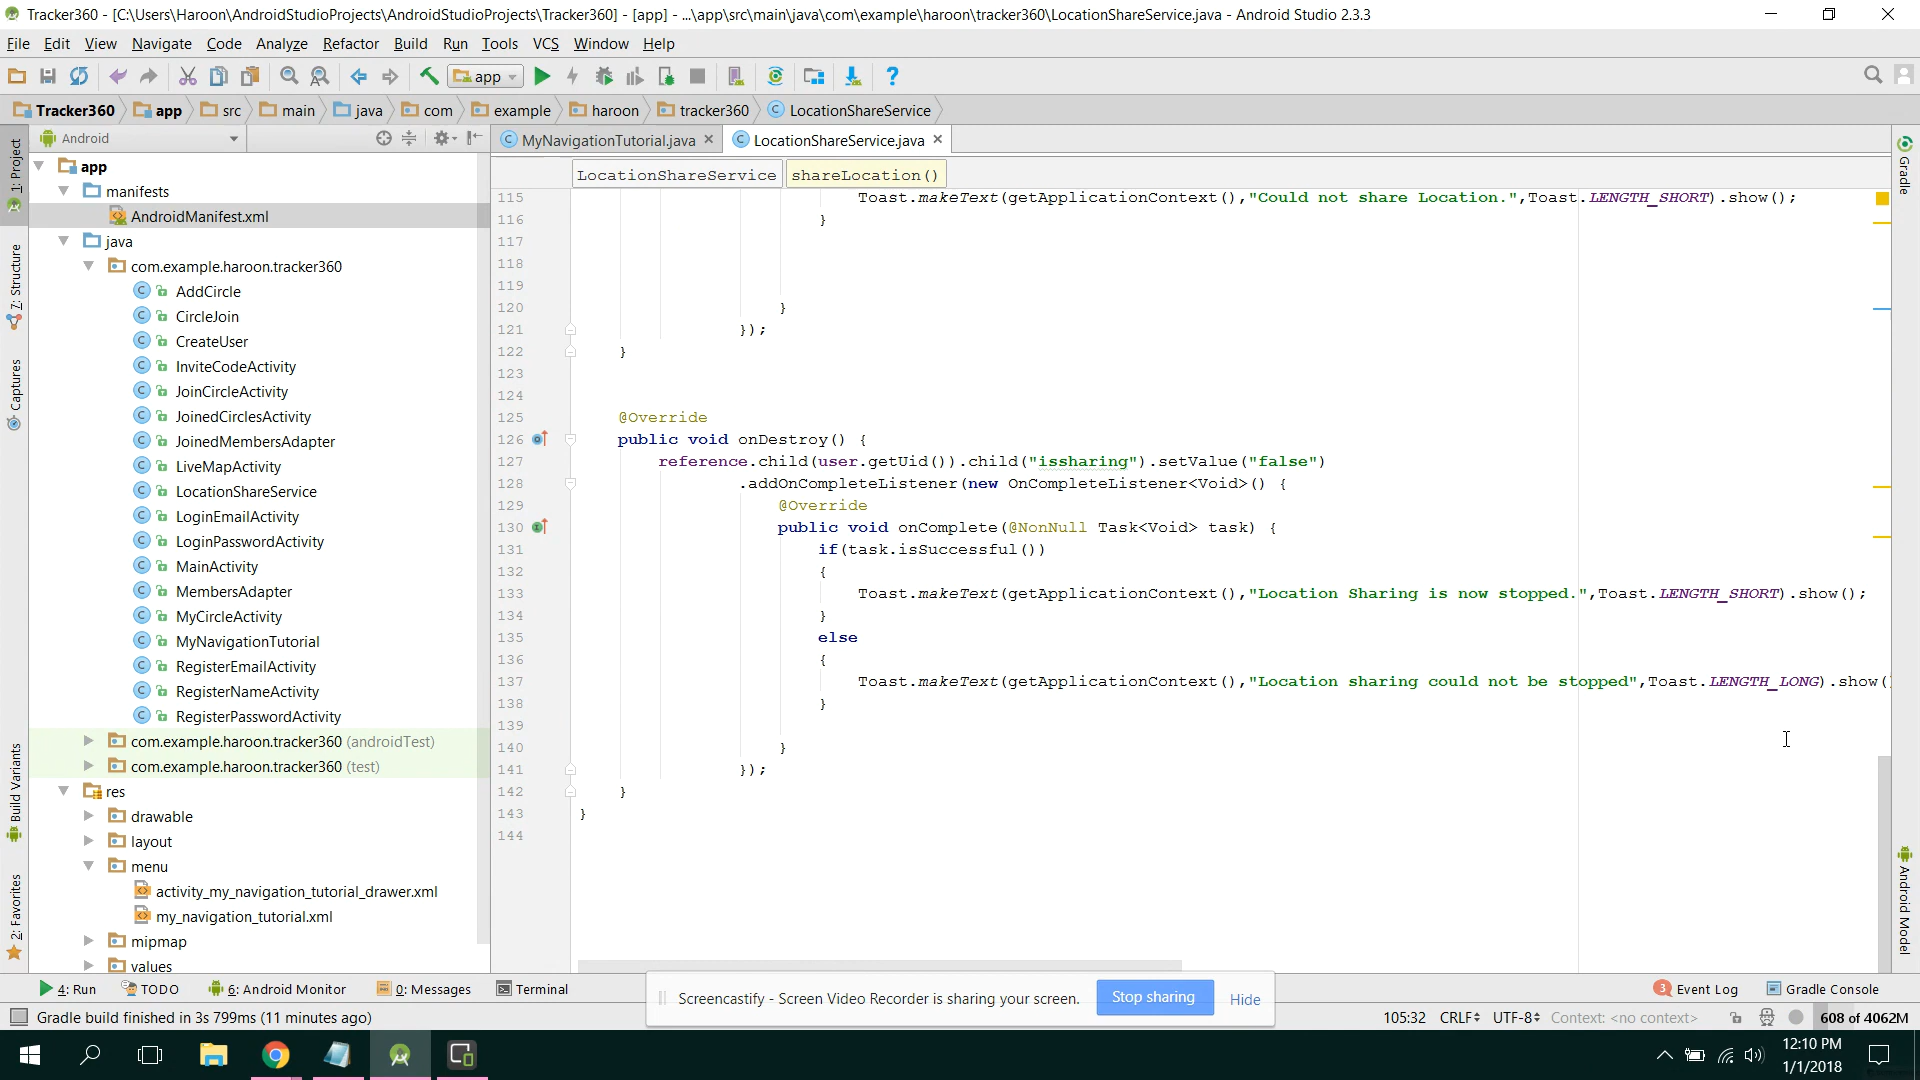 Tracker360 - [C:\Users\Haroon\AndroidStudioProjects\AndroidStudioProjects\Tracker360] - [app] - ...\app\src\main\java\com\example\haroon\tracker360\LocationShareService.java - Android Studio 2.3.3
File Edit View Navigate Code Analyze Refactor Build Run Tools VCS Window Help
app
Tracker360 app src main java com example haroon tracker360 LocationShareService
Android
MyNavigationTutorial.java LocationShareService.java
LocationShareService shareLocation()
1: Project
7: Structure
Captures
Build Variants
2: Favorites
app
manifests
AndroidManifest.xml
java
com.example.haroon.tracker360
AddCircle
CircleJoin
CreateUser
InviteCodeActivity
JoinCircleActivity
JoinedCirclesActivity
JoinedMembersAdapter
LiveMapActivity
LocationShareService
LoginEmailActivity
LoginPasswordActivity
MainActivity
MembersAdapter
MyCircleActivity
MyNavigationTutorial
RegisterEmailActivity
RegisterNameActivity
RegisterPasswordActivity
com.example.haroon.tracker360 (androidTest)
com.example.haroon.tracker360 (test)
res
drawable
layout
menu
activity_my_navigation_tutorial_drawer.xml
my_navigation_tutorial.xml
mipmap
values
115 Toast.makeText(getApplicationContext(),"Could not share Location.",Toast.LENGTH_SHORT).show();
116 }
117
118
119
120 }
121 });
122 }
123
124
125 @Override
126 public void onDestroy() {
127 reference.child(user.getUid()).child("issharing").setValue("false")
128 .addOnCompleteListener(new OnCompleteListener<Void>() {
129 @Override
130 public void onComplete(@NonNull Task<Void> task) {
131 if(task.isSuccessful())
132 {
133 Toast.makeText(getApplicationContext(),"Location Sharing is now stopped.",Toast.LENGTH_SHORT).show();
134 }
135 else
136 {
137 Toast.makeText(getApplicationContext(),"Location sharing could not be stopped",Toast.LENGTH_LONG).show(
138 }
139
140 }
141 });
142 }
143 }
144
Gradle
Android Model
4: Run TODO 6: Android Monitor 0: Messages Terminal
Screencastify - Screen Video Recorder is sharing your screen. Stop sharing Hide
3 Event Log Gradle Console
Gradle build finished in 3s 799ms (11 minutes ago)
105:32 CRLF UTF-8 Context: <no context> 608 of 4062M
12:10 PM
1/1/2018